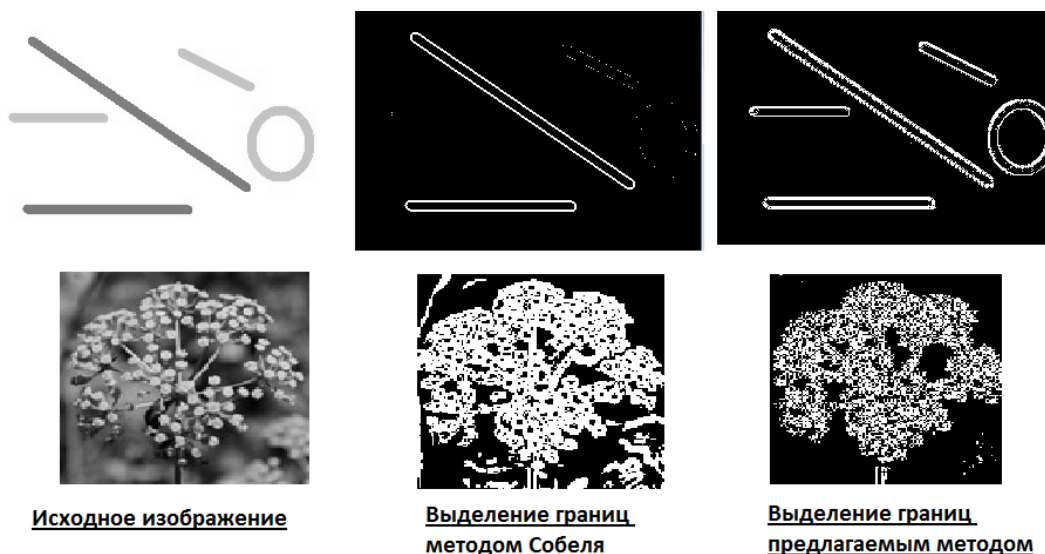 Исходное изображение
Выделение границ
методом Собеля
Выделение границ
предлагаемым методом